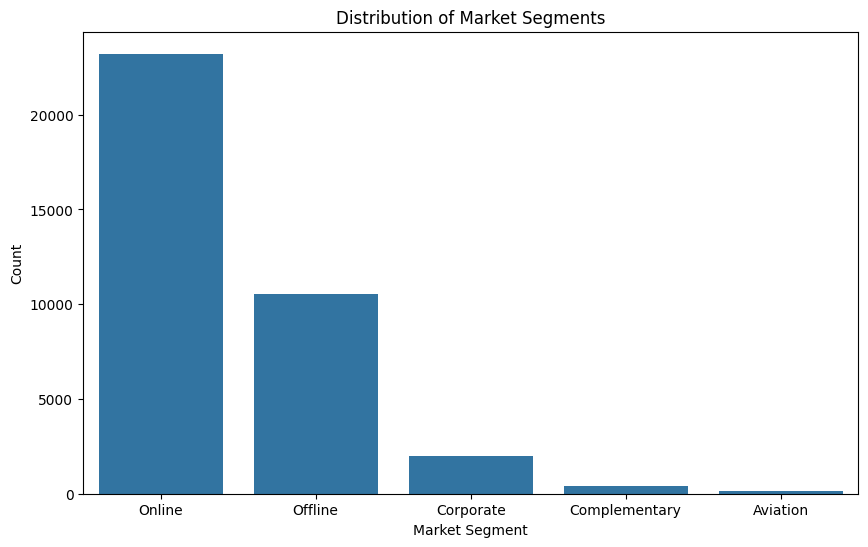 Distribution of Market Segments
20000
15000
10000
5000
0
Count
Online Offline Corporate Complementary Aviation
Market Segment